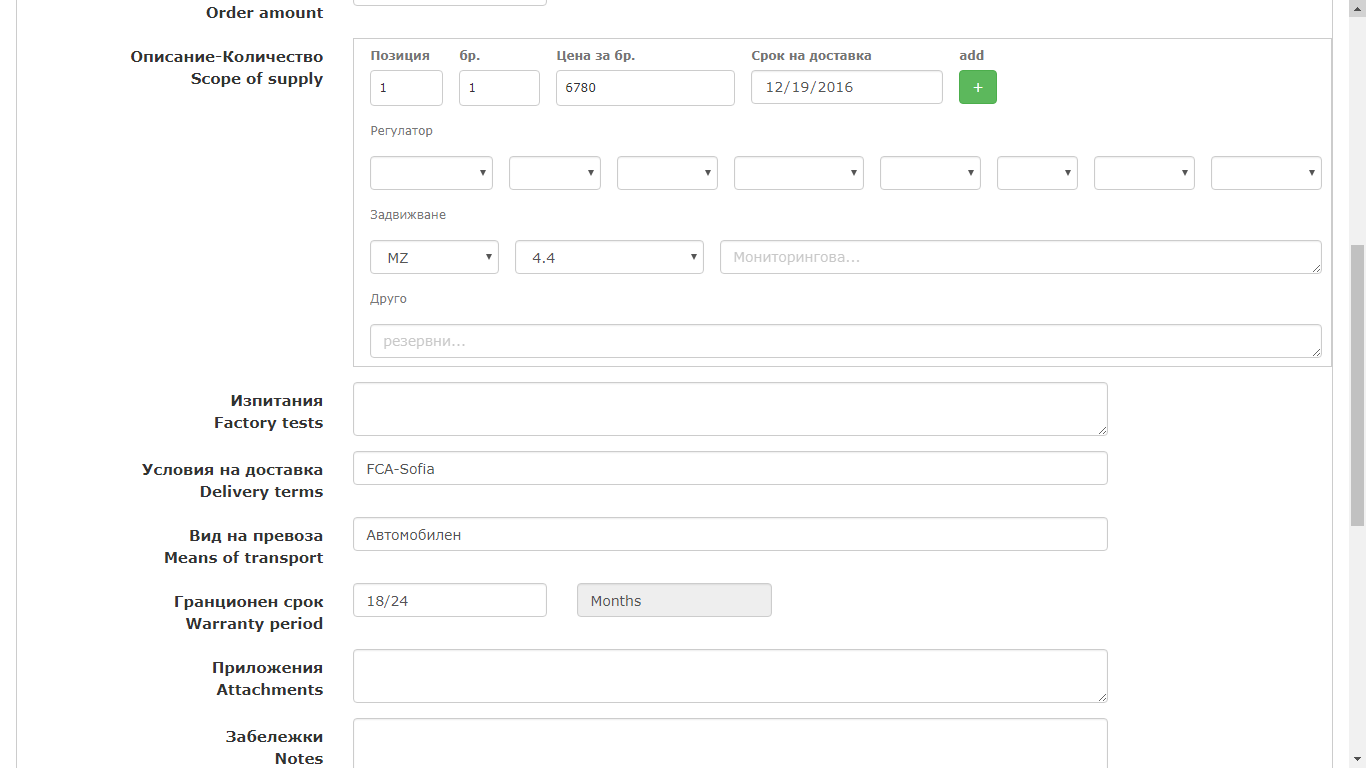 Order amount
Описание-Количество
Scope of supply
Позиция бр. Цена за бр. Срок на доставка add
1 1 6780 12/19/2016 +
Регулатор
Задвижване
MZ 4.4 Мониторингова...
Друго
резервни...
Изпитания
Factory tests
Условия на доставка
Delivery terms
FCA-Sofia
Вид на превоза
Means of transport
Автомобилен
Гранционен срок
Warranty period
18/24 Months
Приложения
Attachments
Забележки
Notes